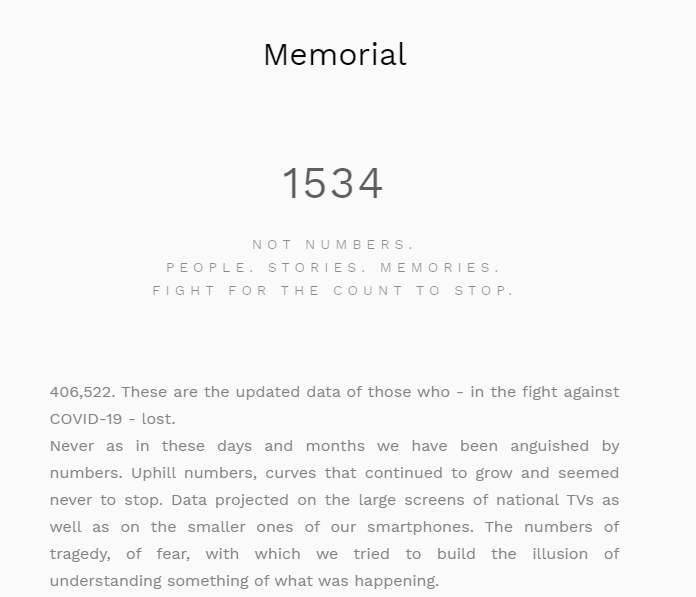 Memorial
1534
NOT NUMBERS.
PEOPLE. STORIES. MEMORIES.
FIGHT FOR THE COUNT TO STOP.
406,522. These are the updated data of those who - in the fight against
COVID-19 - lost.
Never as in these days and months we have been anguished by
numbers. Uphill numbers, curves that continued to grow and seemed
never to stop. Data projected on the large screens of national TVs as
well as on the smaller ones of our smartphones. The numbers of
tragedy, of fear, with which we tried to build the illusion of
understanding something of what was happening.